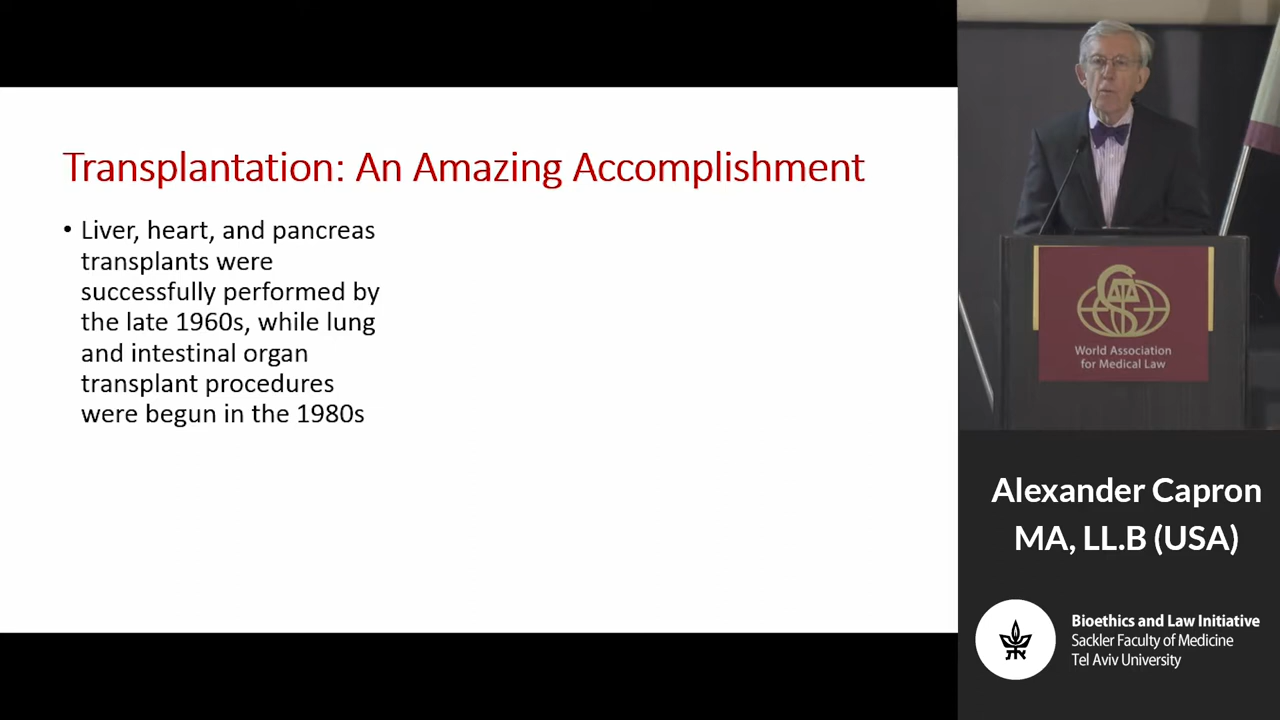 Transplantation: An Amazing Accomplishment
• Liver, heart, and pancreas
transplants were
successfully performed by
the late 1960s, while lung
and intestinal organ
transplant procedures
were begun in the 1980s
World Association
for Medical Law
Alexander Capron
MA, LL.B (USA)
Bioethics and Law Initiative
Sackler Faculty of Medicine
Tel Aviv University